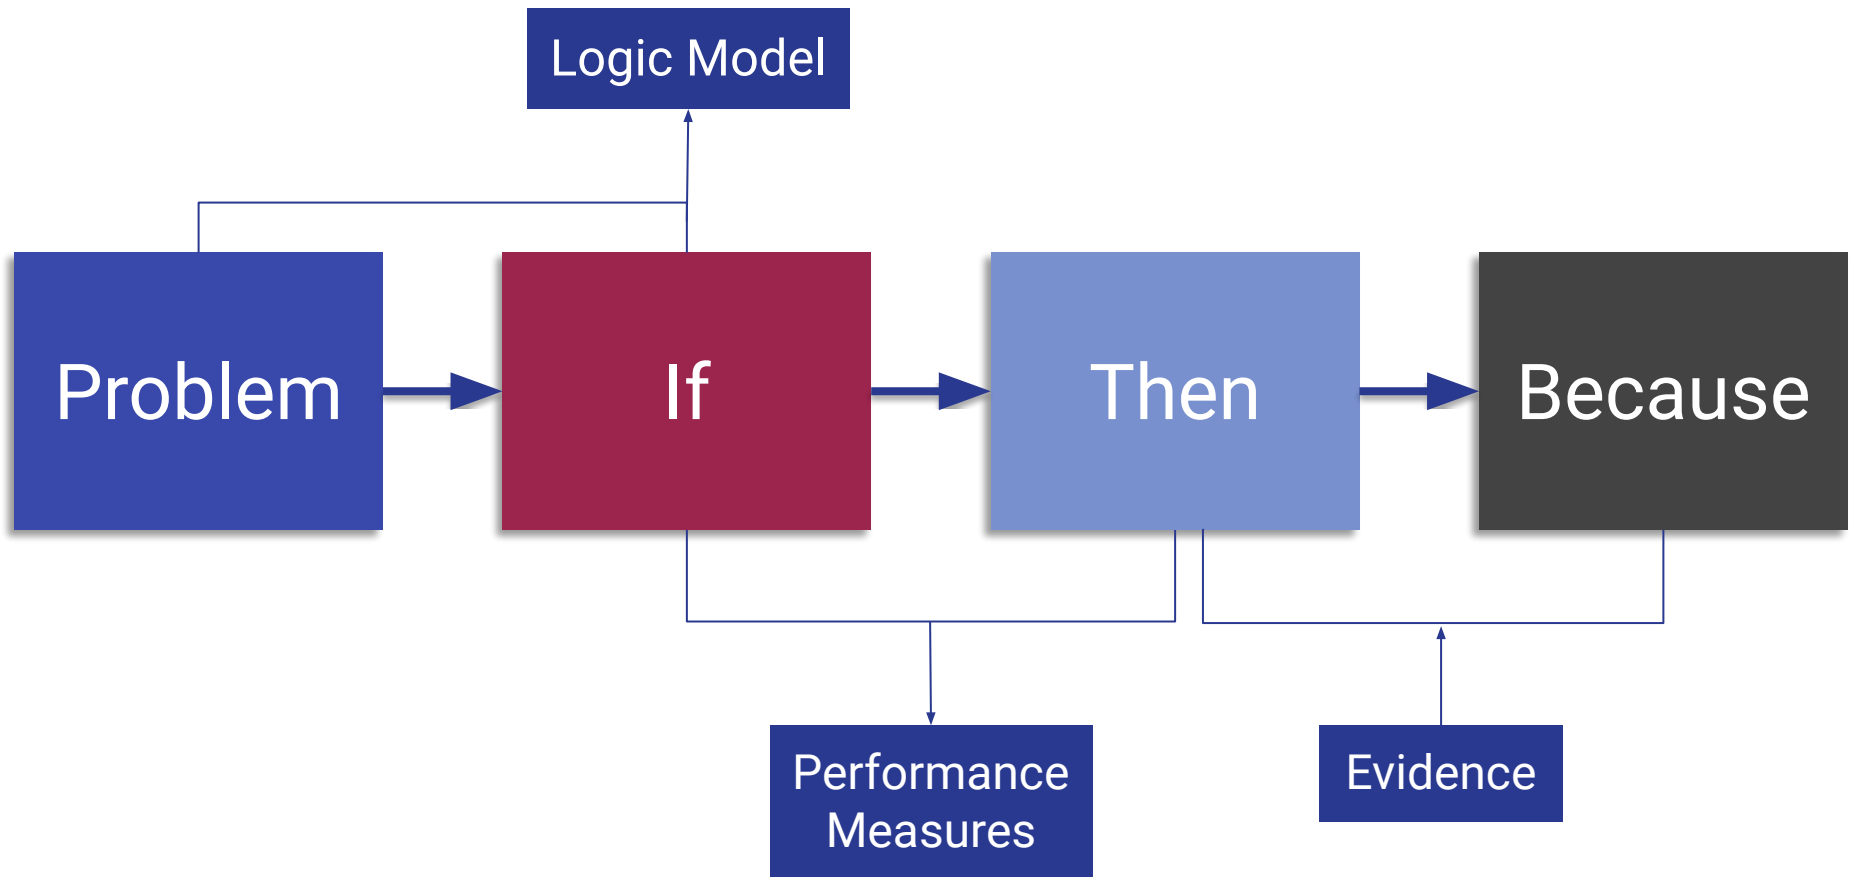 Logic Model
Problem
If
Then
Because
Performance
Measures
Evidence